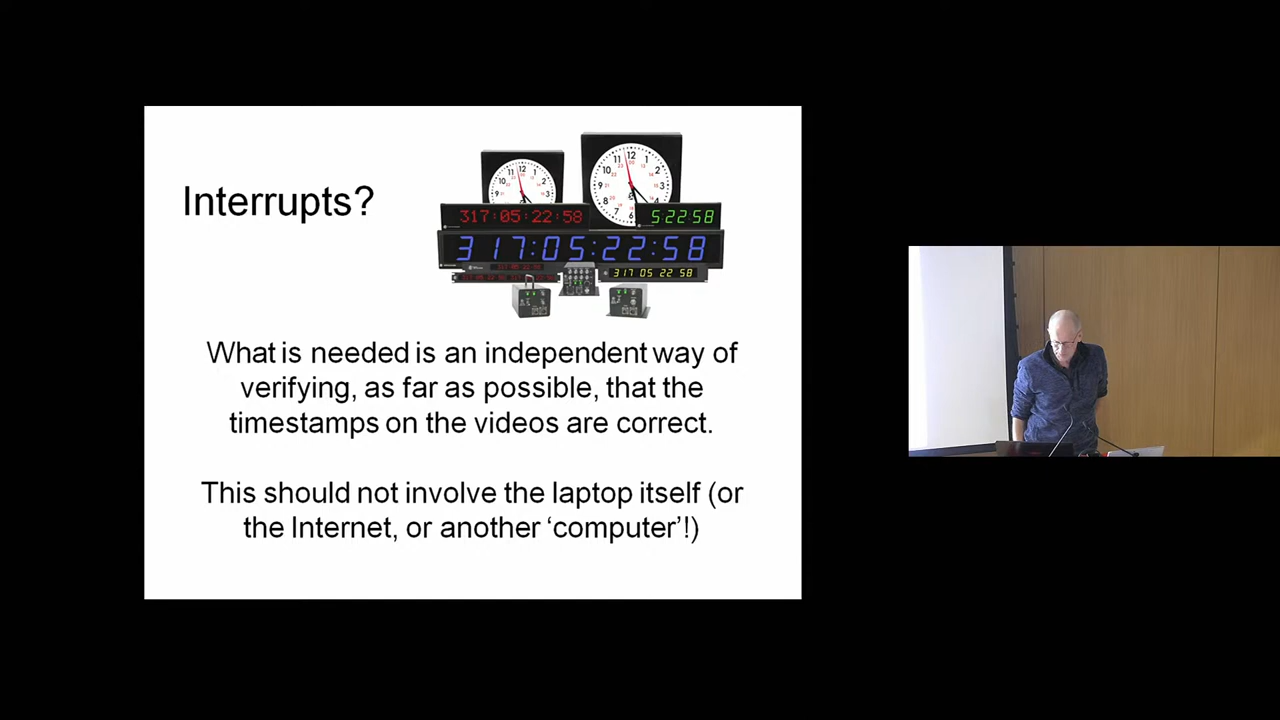 Interrupts?
317:05:22:58
5:22:58
317:05:22:58
317 05 22 58
What is needed is an independent way of
verifying, as far as possible, that the
timestamps on the videos are correct.
This should not involve the laptop itself (or
the Internet, or another ‘computer’!)